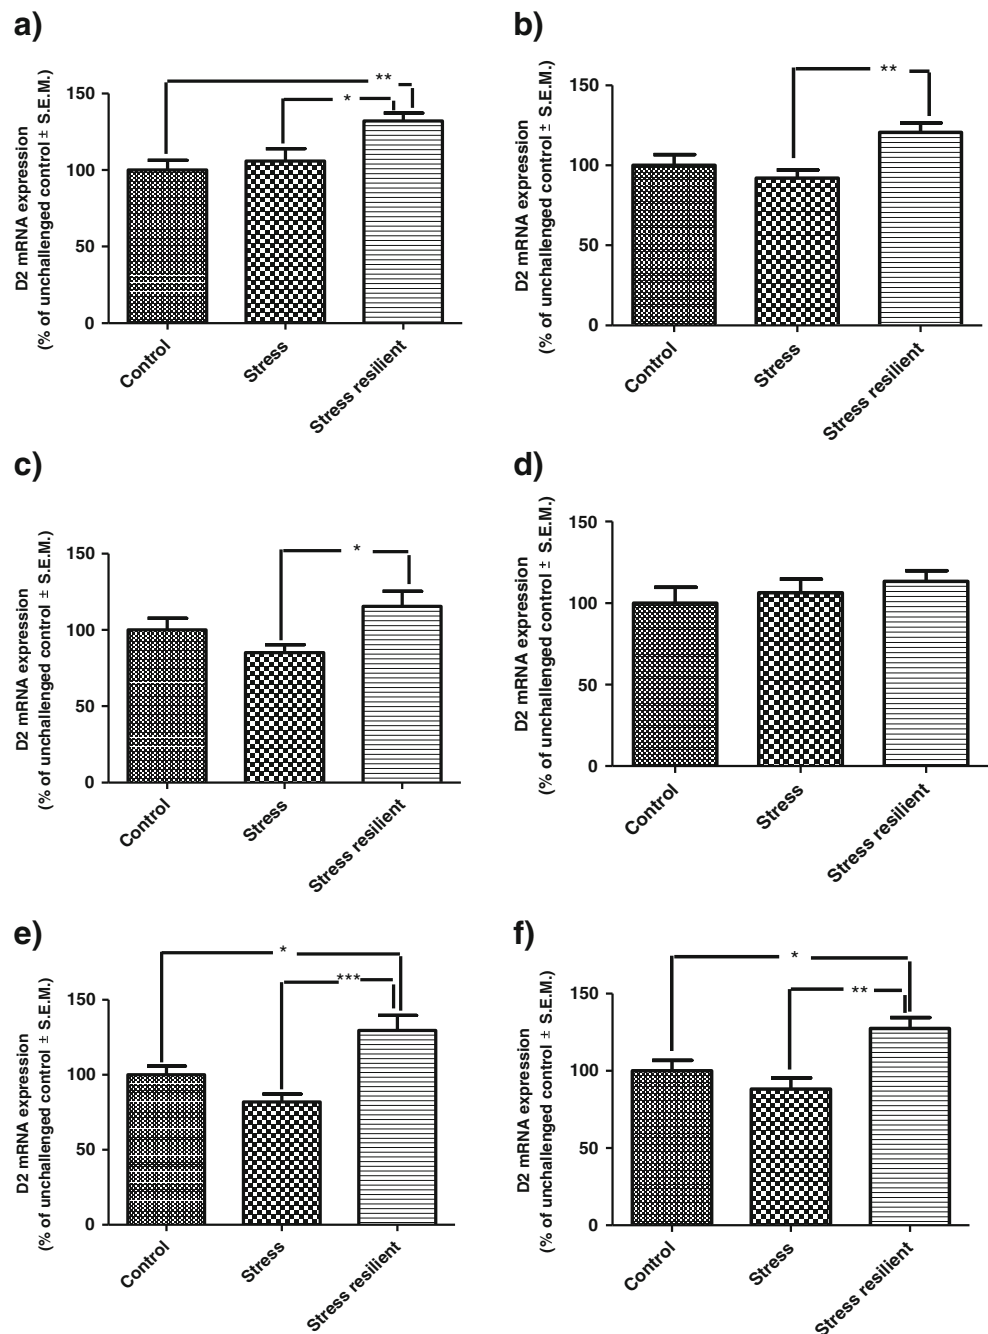 a)
D2 mRNA expression
(% of unchallenged control ± S.E.M.)
150
100
50
0
**
*
Control
Stress
Stress resilient
b)
D2 mRNA expression
(% of unchallenged control ± S.E.M.)
150
100
50
0
**
Control
Stress
Stress resilient
c)
D2 mRNA expression
(% of unchallenged control ± S.E.M.)
150
100
50
0
*
Control
Stress
Stress resilient
d)
D2 mRNA expression
(% of unchallenged control ± S.E.M.)
150
100
50
0
Control
Stress
Stress resilient
e)
D2 mRNA expression
(% of unchallenged control ± S.E.M.)
150
100
50
0
*
***
Control
Stress
Stress resilient
f)
D2 mRNA expression
(% of unchallenged control ± S.E.M.)
150
100
50
0
*
**
Control
Stress
Stress resilient